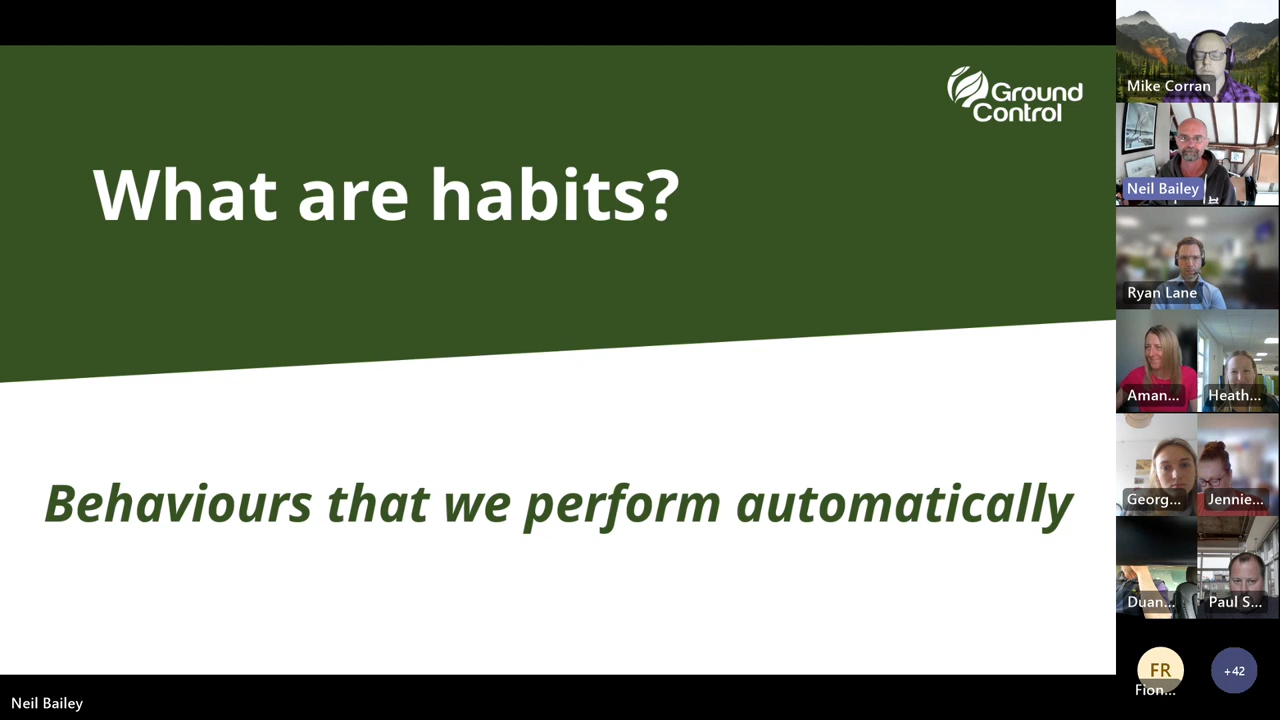 Ground
Control
What are habits?
Behaviours that we perform automatically
Neil Bailey
Mike Corran
Neil Bailey
Ryan Lane
Aman...
Heath...
Georg...
Jennie...
Duan...
Paul S...
FR
Fion...
+42